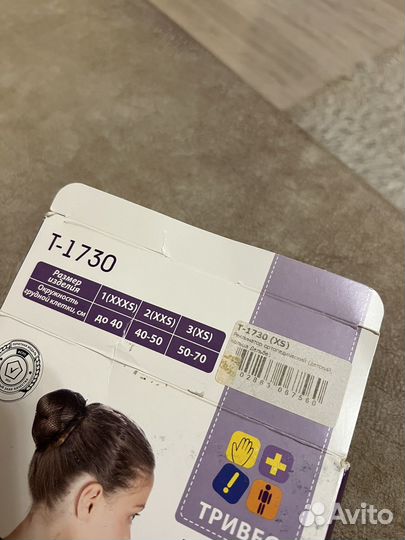 Т-1730
Размер изделия 1(XXXS) 2(XXS) 3(XS)
Окружность грудной клетки, см до 40 40-50 50-70
Т-1730 (XS)
ортопедический
ТРИВЕС
Avito